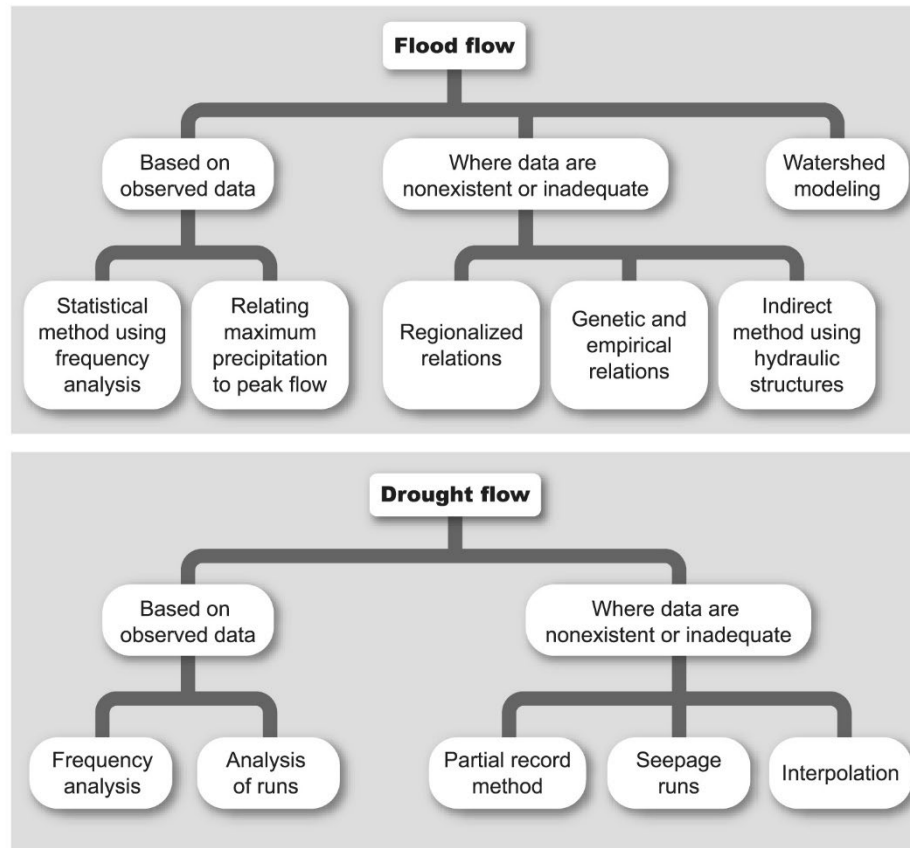 Flood flow
Based on
observed data
Where data are
nonexistent or inadequate
Watershed
modeling
Statistical
method using
frequency
analysis
Relating
maximum
precipitation
to peak flow
Regionalized
relations
Genetic and
empirical
relations
Indirect
method using
hydraulic
structures
Drought flow
Based on
observed data
Where data are
nonexistent or inadequate
Frequency
analysis
Analysis
of runs
Partial record
method
Seepage
runs
Interpolation